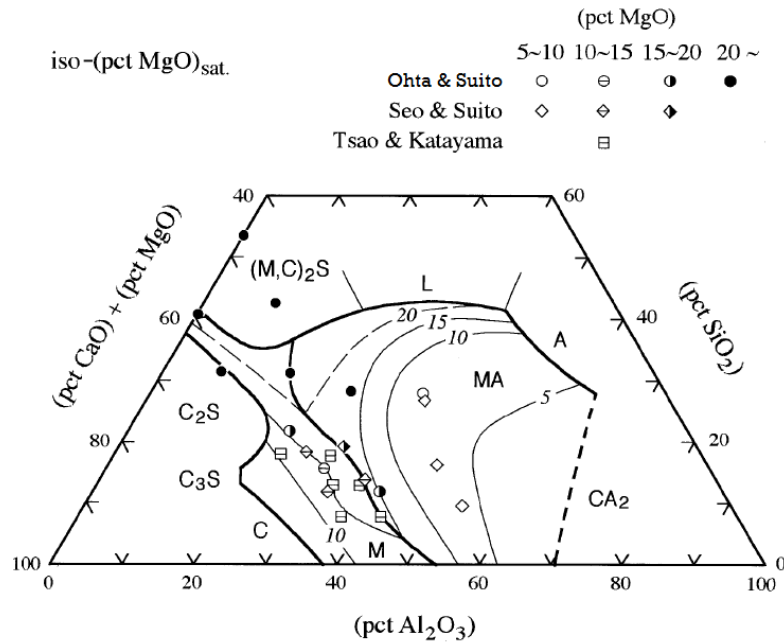 (pct MgO)
iso-(pct MgO)sat.
5~10 10~15 15~20 20 ~
Ohta & Suito
Seo & Suito
Tsao & Katayama
40 60
(pct CaO) + (pct MgO)
(pct SiO2)
(M,C)2S
L
20
15
10
60 40
A
MA
5
C2S
80 20
C3S
CA2
C
10
M
100 0
0 20 40 60 80 100
(pct Al2O3)